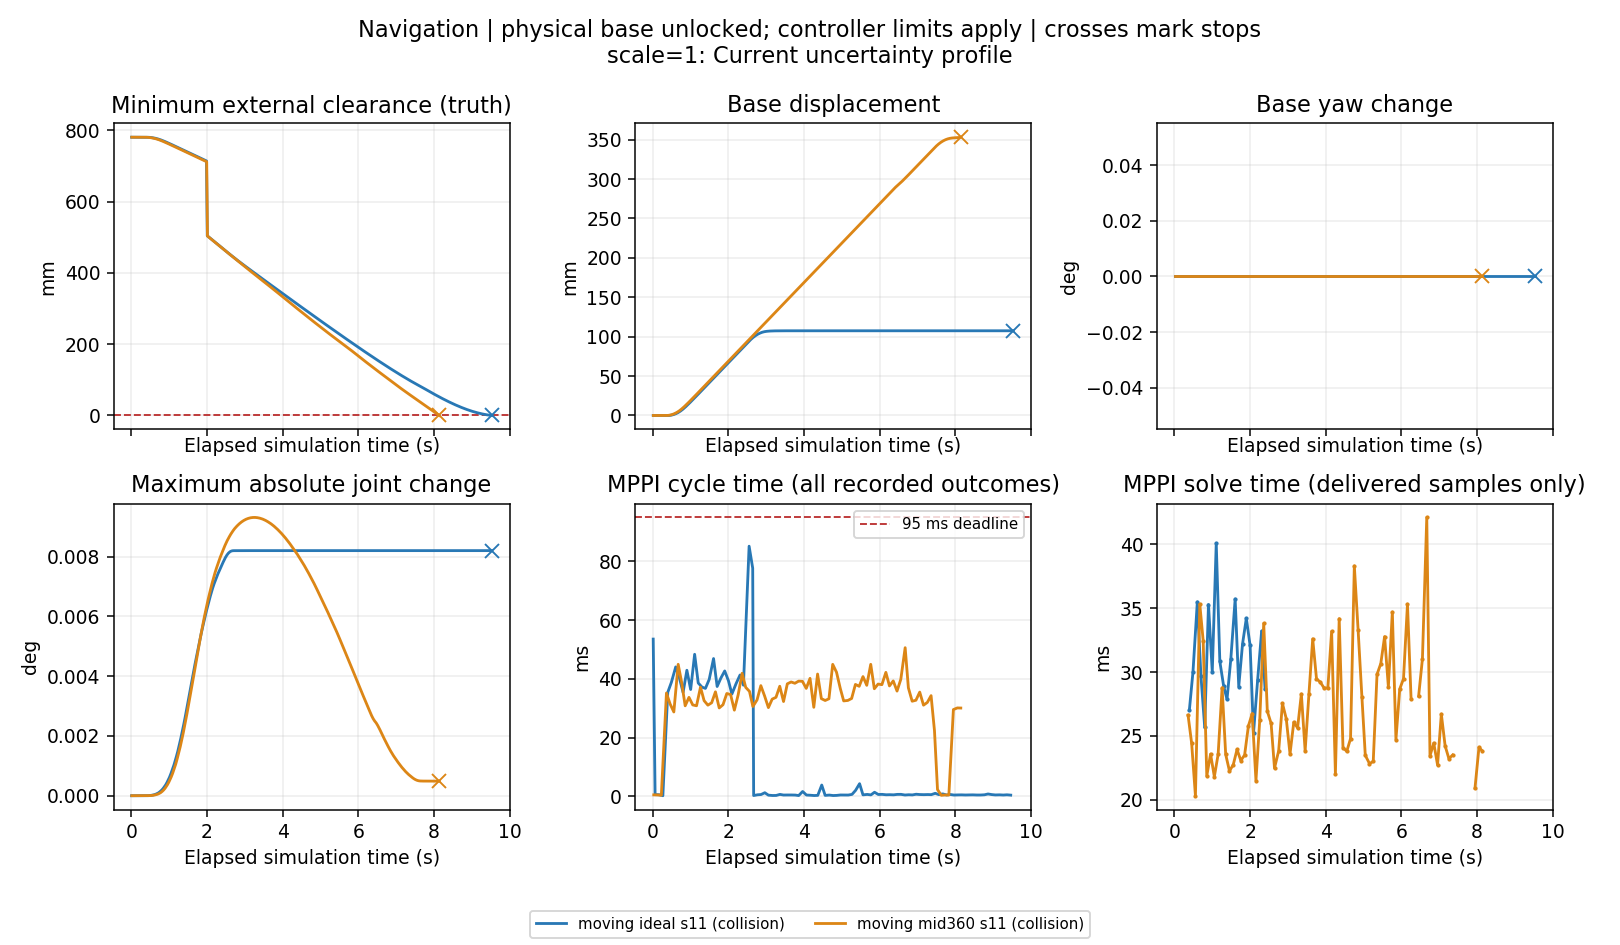 Navigation | physical base unlocked; controller limits apply | crosses mark stops
scale=1: Current uncertainty profile
Minimum external clearance (truth)
800
600
400
200
0
mm
Elapsed simulation time (s)
Base displacement
350
300
250
200
150
100
50
0
mm
Elapsed simulation time (s)
Base yaw change
0.04
0.02
0.00
−0.02
−0.04
deg
Elapsed simulation time (s)
Maximum absolute joint change
0.008
0.006
0.004
0.002
0.000
deg
0 2 4 6 8 10
Elapsed simulation time (s)
MPPI cycle time (all recorded outcomes)
95 ms deadline
80
60
40
20
0
ms
0 2 4 6 8 10
Elapsed simulation time (s)
MPPI solve time (delivered samples only)
40
35
30
25
20
ms
0 2 4 6 8 10
Elapsed simulation time (s)
moving ideal s11 (collision)
moving mid360 s11 (collision)